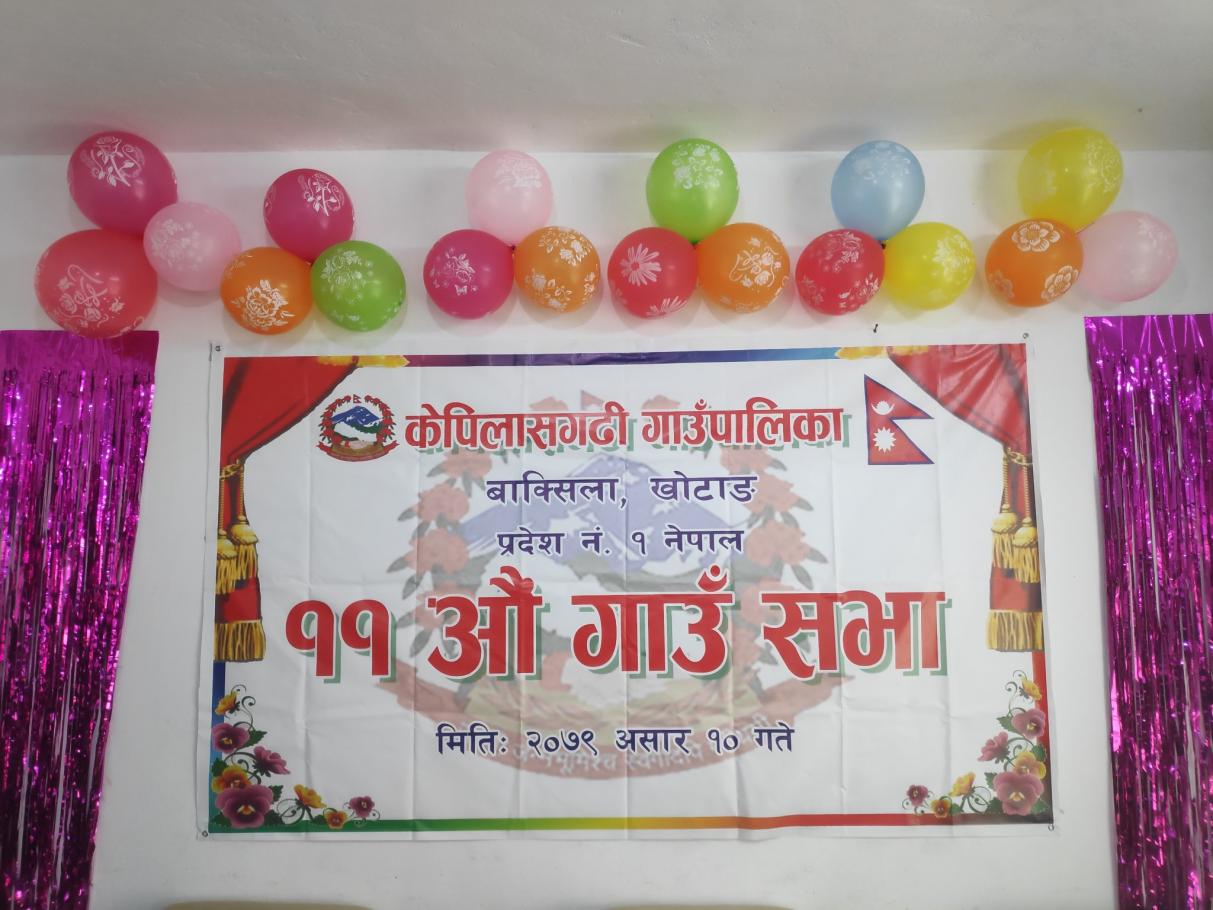 केपिलासगढी गाउँपालिका
बाक्सिला, खोटाङ
प्रदेश नं. १ नेपाल
११ औं गाउँ सभा
मितिः २०७९ असार १० गते